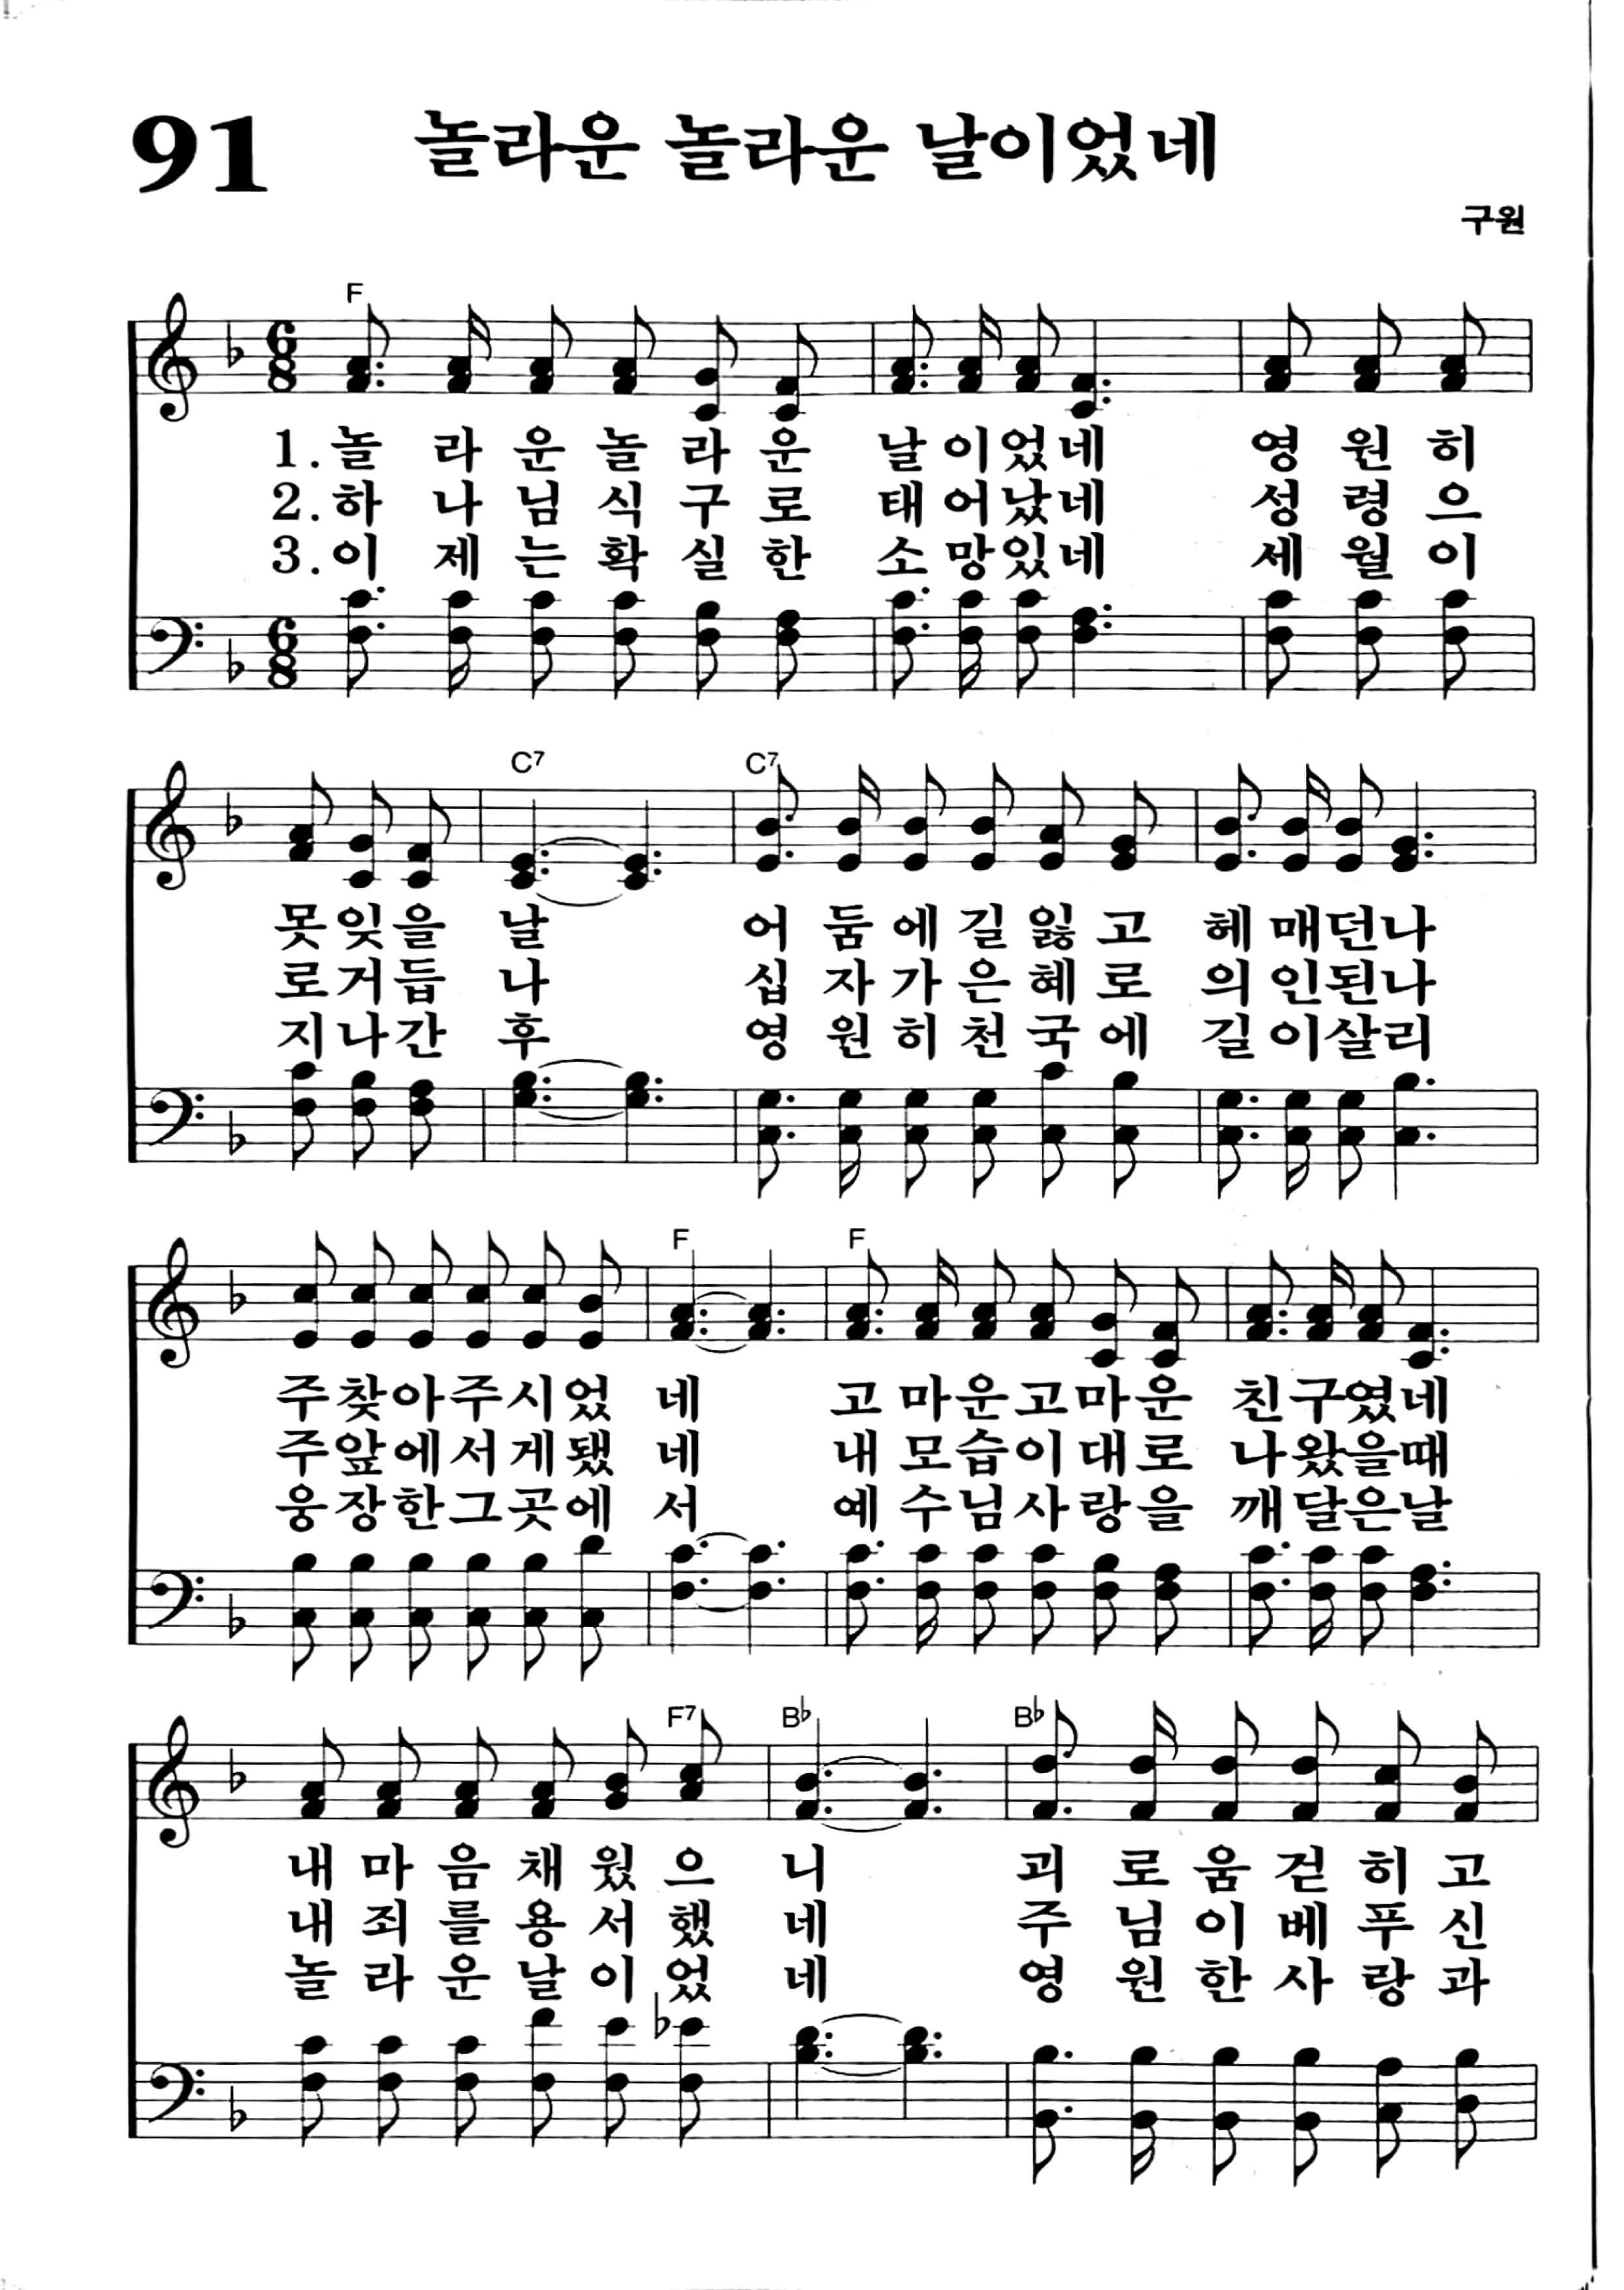 91 놀라운 놀라운 날이었네
구원
F
1. 놀 라 운 놀 라 운 날 이 었 네 영 원 히
2. 하 나 님 식 구 로 태 어 났 네 성 령 으
3. 이 제 는 확 실 한 소 망 있 네 세 월 이
C7 C7
못 잊 을 날 어 둠 에 길 잃 고 헤 매 던 나
로 거 듭 나 십 자 가 은 혜 로 의 인 된 나
지 나 간 후 영 원 히 천 국 에 길 이 살 리
F F
주 찾 아 주 시 었 네 고 마 운 고 마 운 친 구 였 네
주 앞 에 서 게 됐 네 내 모 습 이 대 로 나 왔 을 때
웅 장 한 그 곳 에 서 예 수 님 사 랑 을 깨 달 은 날
F7 B♭ B♭
내 마 음 채 웠 으 니 괴 로 움 걷 히 고
내 죄 를 용 서 했 네 주 님 이 베 푸 신
놀 라 운 날 이 었 네 영 원 한 사 랑 과